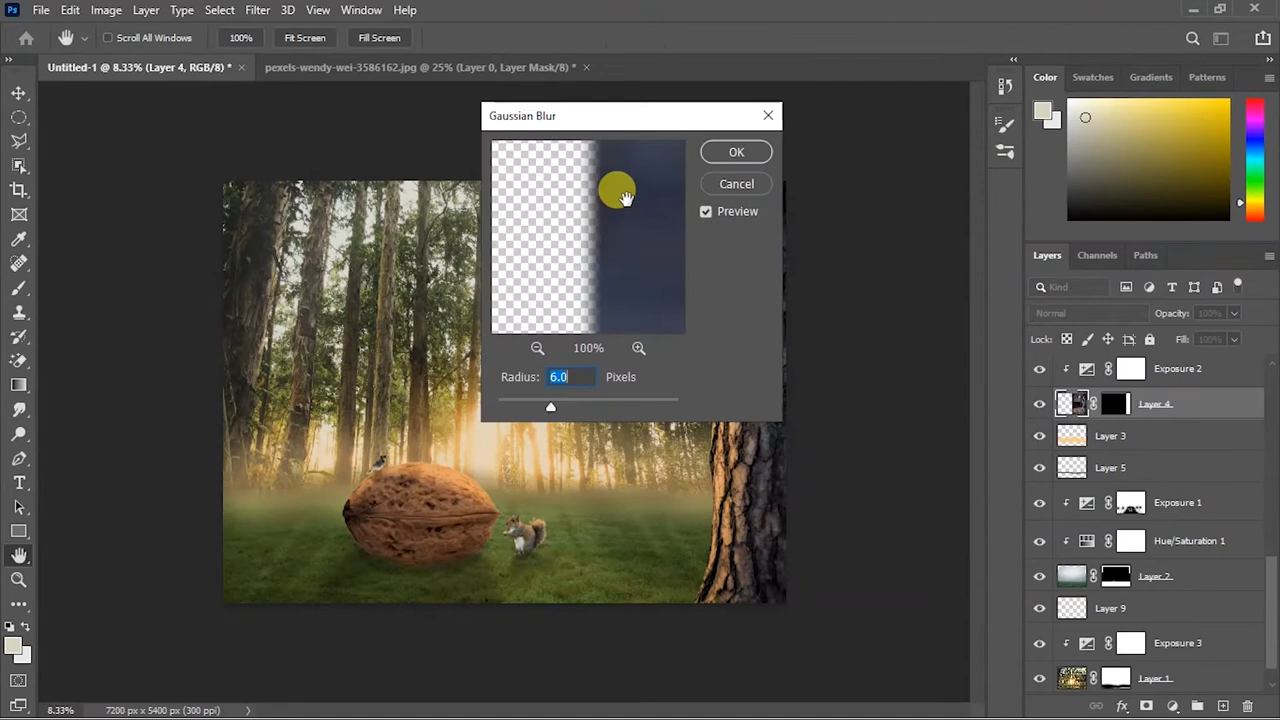 Ps File Edit Image Layer Type Select Filter 3D View Window Help
Scroll All Windows 100% Fit Screen Fill Screen
Untitled-1 @ 8.33% (Layer 4, RGB/8) * × pexels-wendy-wei-3586162.jpg @ 25% (Layer 0, Layer Mask/8) * ×
Color Swatches Gradients Patterns
Gaussian Blur
OK
Cancel
Preview
100%
Radius: 6.0 Pixels
Layers Channels Paths
Kind
Normal Opacity: 100%
Lock: Fill: 100%
Exposure 2
Layer 4
Layer 3
Layer 5
Exposure 1
Hue/Saturation 1
Layer 2
Layer 9
Exposure 3
Layer 1
fx
8.33% 7200 px x 5400 px (300 ppi)